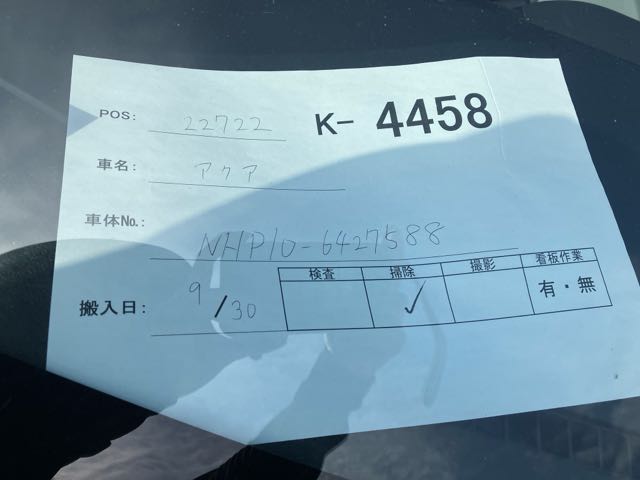 POS: 22722 K- 4458
車名: アクア
車体No.: NHP10-6427588
検査 掃除 撮影 看板作業
搬入日: 9/30 ✓ 有・無